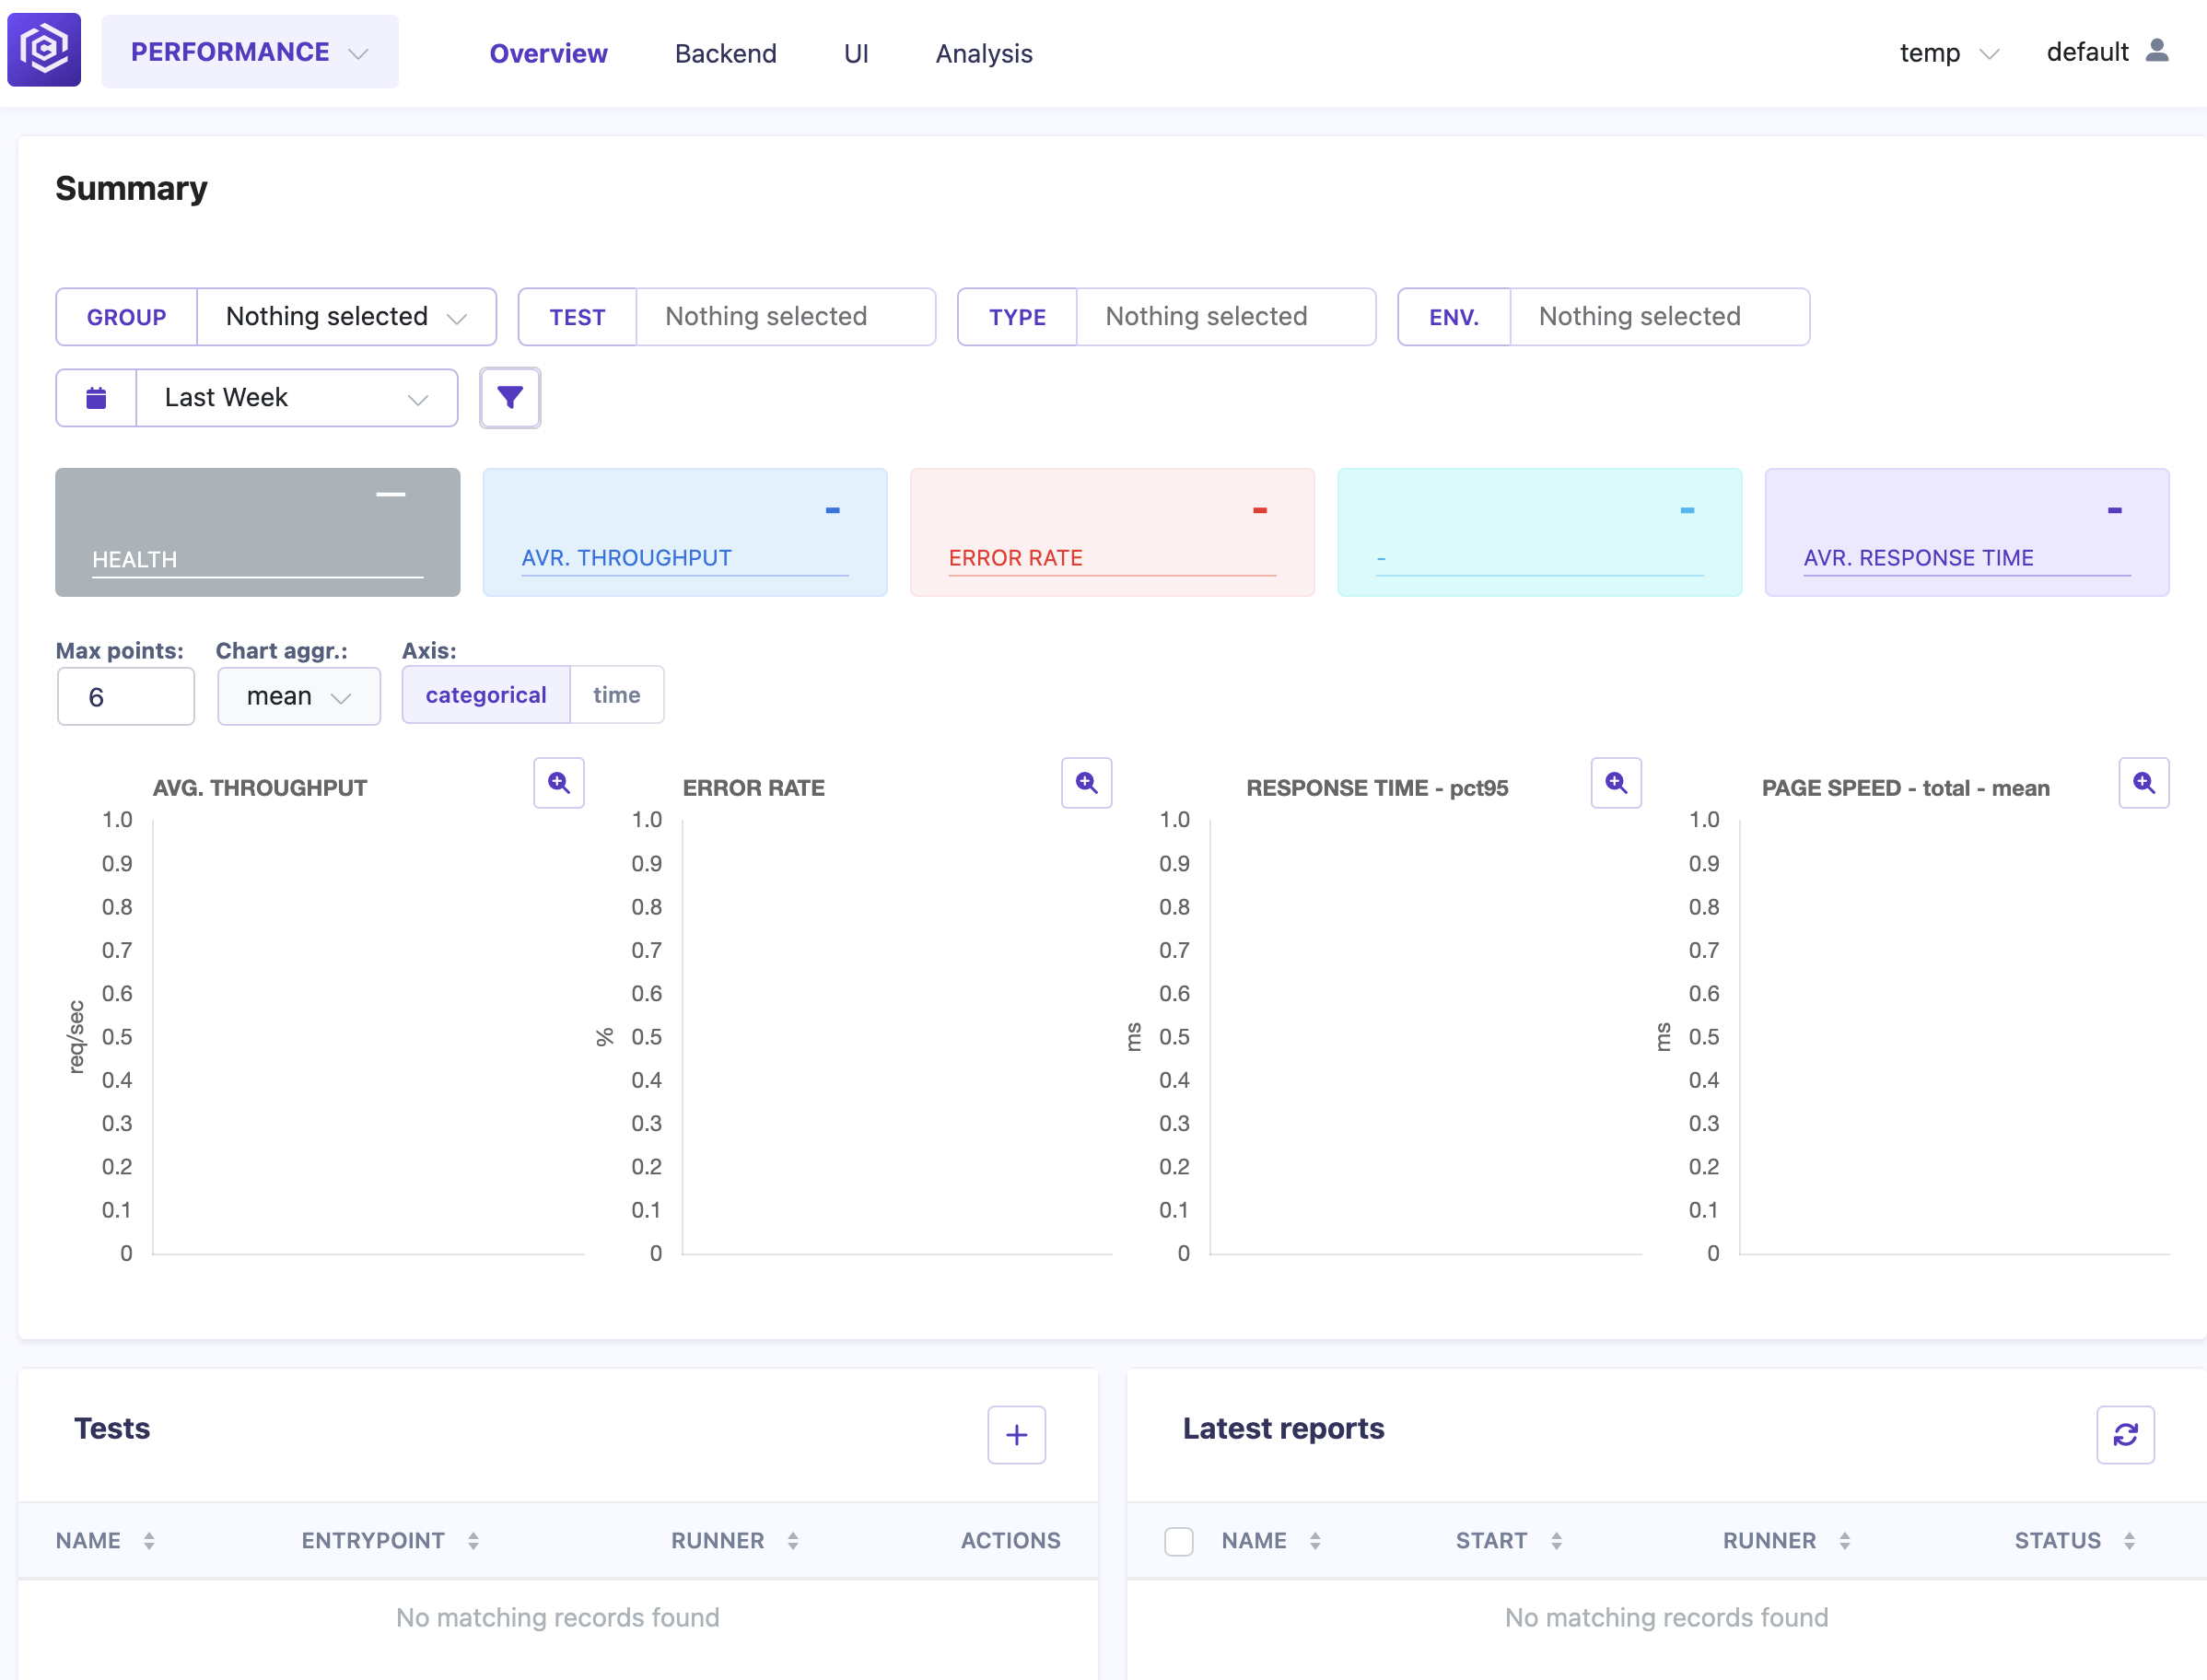 PERFORMANCE
Overview
Backend
UI
Analysis
temp
default
Summary
GROUP Nothing selected
TEST Nothing selected
TYPE Nothing selected
ENV. Nothing selected
Last Week
—
HEALTH
-
AVR. THROUGHPUT
-
ERROR RATE
-
-
-
AVR. RESPONSE TIME
Max points:
6
Chart aggr.:
mean
Axis:
categorical
time
AVG. THROUGHPUT
1.0
0.9
0.8
0.7
0.6
0.5
0.4
0.3
0.2
0.1
0
req/sec
ERROR RATE
1.0
0.9
0.8
0.7
0.6
0.5
0.4
0.3
0.2
0.1
0
%
RESPONSE TIME - pct95
1.0
0.9
0.8
0.7
0.6
0.5
0.4
0.3
0.2
0.1
0
ms
PAGE SPEED - total - mean
1.0
0.9
0.8
0.7
0.6
0.5
0.4
0.3
0.2
0.1
0
ms
Tests
NAME ENTRYPOINT RUNNER ACTIONS
No matching records found
Latest reports
NAME START RUNNER STATUS
No matching records found